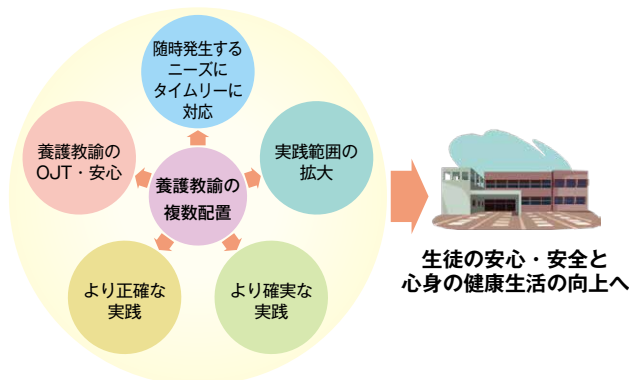 随時発生する
ニーズに
タイムリーに
対応
養護教諭の
OJT・安心
実践範囲の
拡大
養護教諭の
複数配置
より正確な
実践
より確実な
実践
生徒の安心・安全と
心身の健康生活の向上へ